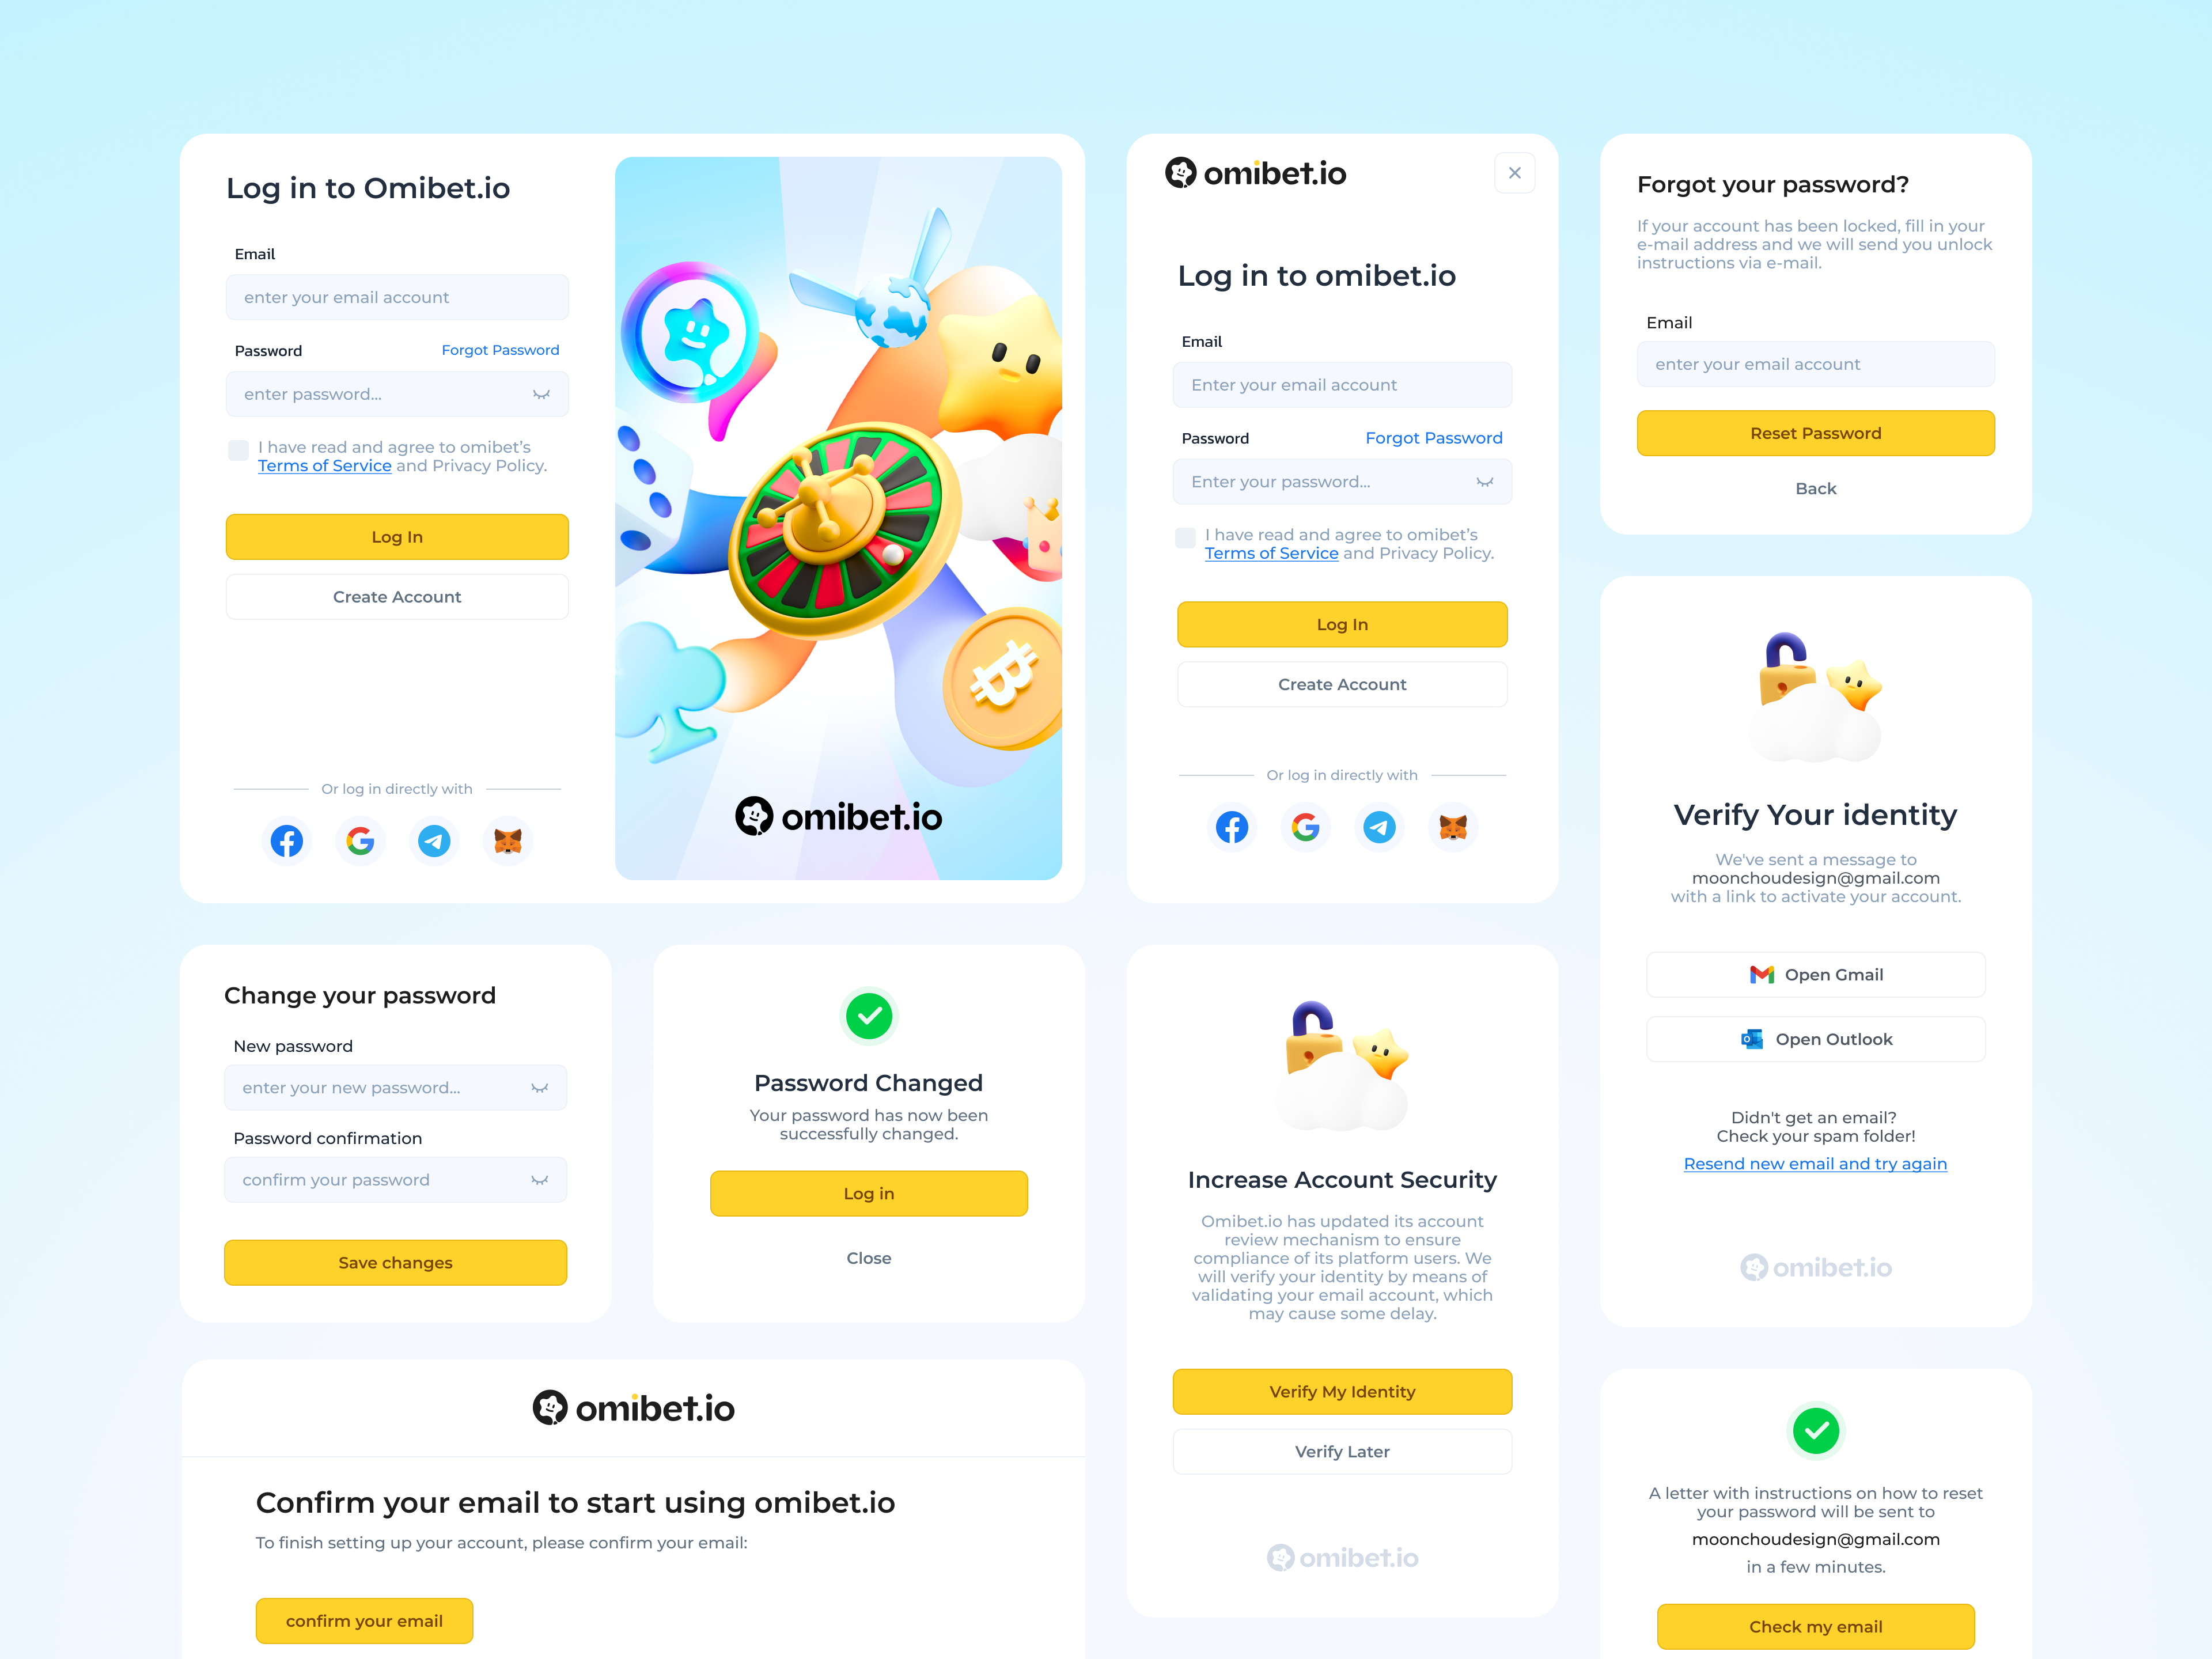 Log in to Omibet.io
Email
enter your email account
Password
Forgot Password
enter password...
I have read and agree to omibet's
Terms of Service and Privacy Policy.
Log In
Create Account
Or log in directly with
omibet.io
omibet.io
Log in to omibet.io
Email
Enter your email account
Password
Forgot Password
Enter your password...
I have read and agree to omibet's
Terms of Service and Privacy Policy.
Log In
Create Account
Or log in directly with
Forgot your password?
If your account has been locked, fill in your
e-mail address and we will send you unlock
instructions via e-mail.
Email
enter your email account
Reset Password
Back
Verify Your identity
We've sent a message to
moonchoudesign@gmail.com
with a link to activate your account.
Open Gmail
Open Outlook
Didn't get an email?
Check your spam folder!
Resend new email and try again
omibet.io
Change your password
New password
enter your new password...
Password confirmation
confirm your password
Save changes
Password Changed
Your password has now been
successfully changed.
Log in
Close
Increase Account Security
Omibet.io has updated its account
review mechanism to ensure
compliance of its platform users. We
will verify your identity by means of
validating your email account, which
may cause some delay.
Verify My Identity
Verify Later
omibet.io
omibet.io
Confirm your email to start using omibet.io
To finish setting up your account, please confirm your email:
confirm your email
A letter with instructions on how to reset
your password will be sent to
moonchoudesign@gmail.com
in a few minutes.
Check my email